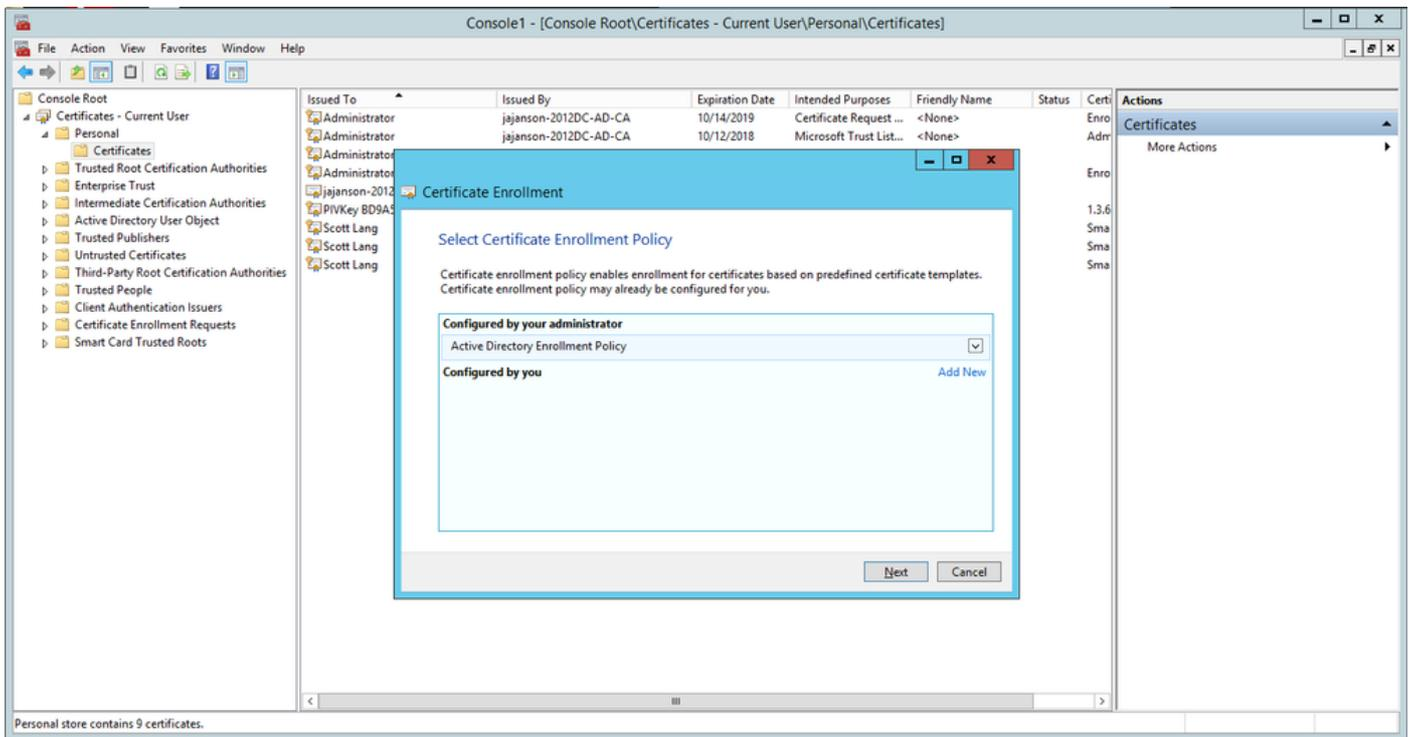 Console1 - [Console Root\Certificates - Current User\Personal\Certificates]
File Action View Favorites Window Help
Console Root
Certificates - Current User
Personal
Certificates
Trusted Root Certification Authorities
Enterprise Trust
Intermediate Certification Authorities
Active Directory User Object
Trusted Publishers
Untrusted Certificates
Third-Party Root Certification Authorities
Trusted People
Client Authentication Issuers
Certificate Enrollment Requests
Smart Card Trusted Roots
Issued To Issued By Expiration Date Intended Purposes Friendly Name Status Certi
Administrator jajanson-2012DC-AD-CA 10/14/2019 Certificate Request ... <None> Enro
Administrator jajanson-2012DC-AD-CA 10/12/2018 Microsoft Trust List... <None> Adm
Administrator
Administrator Enro
jajanson-2012
PIVKey BD9A5 1.3.6
Scott Lang Sma
Scott Lang Sma
Scott Lang Sma
Certificate Enrollment
Select Certificate Enrollment Policy
Certificate enrollment policy enables enrollment for certificates based on predefined certificate templates.
Certificate enrollment policy may already be configured for you.
Configured by your administrator
Active Directory Enrollment Policy
Configured by you Add New
Next Cancel
Actions
Certificates
More Actions
Personal store contains 9 certificates.